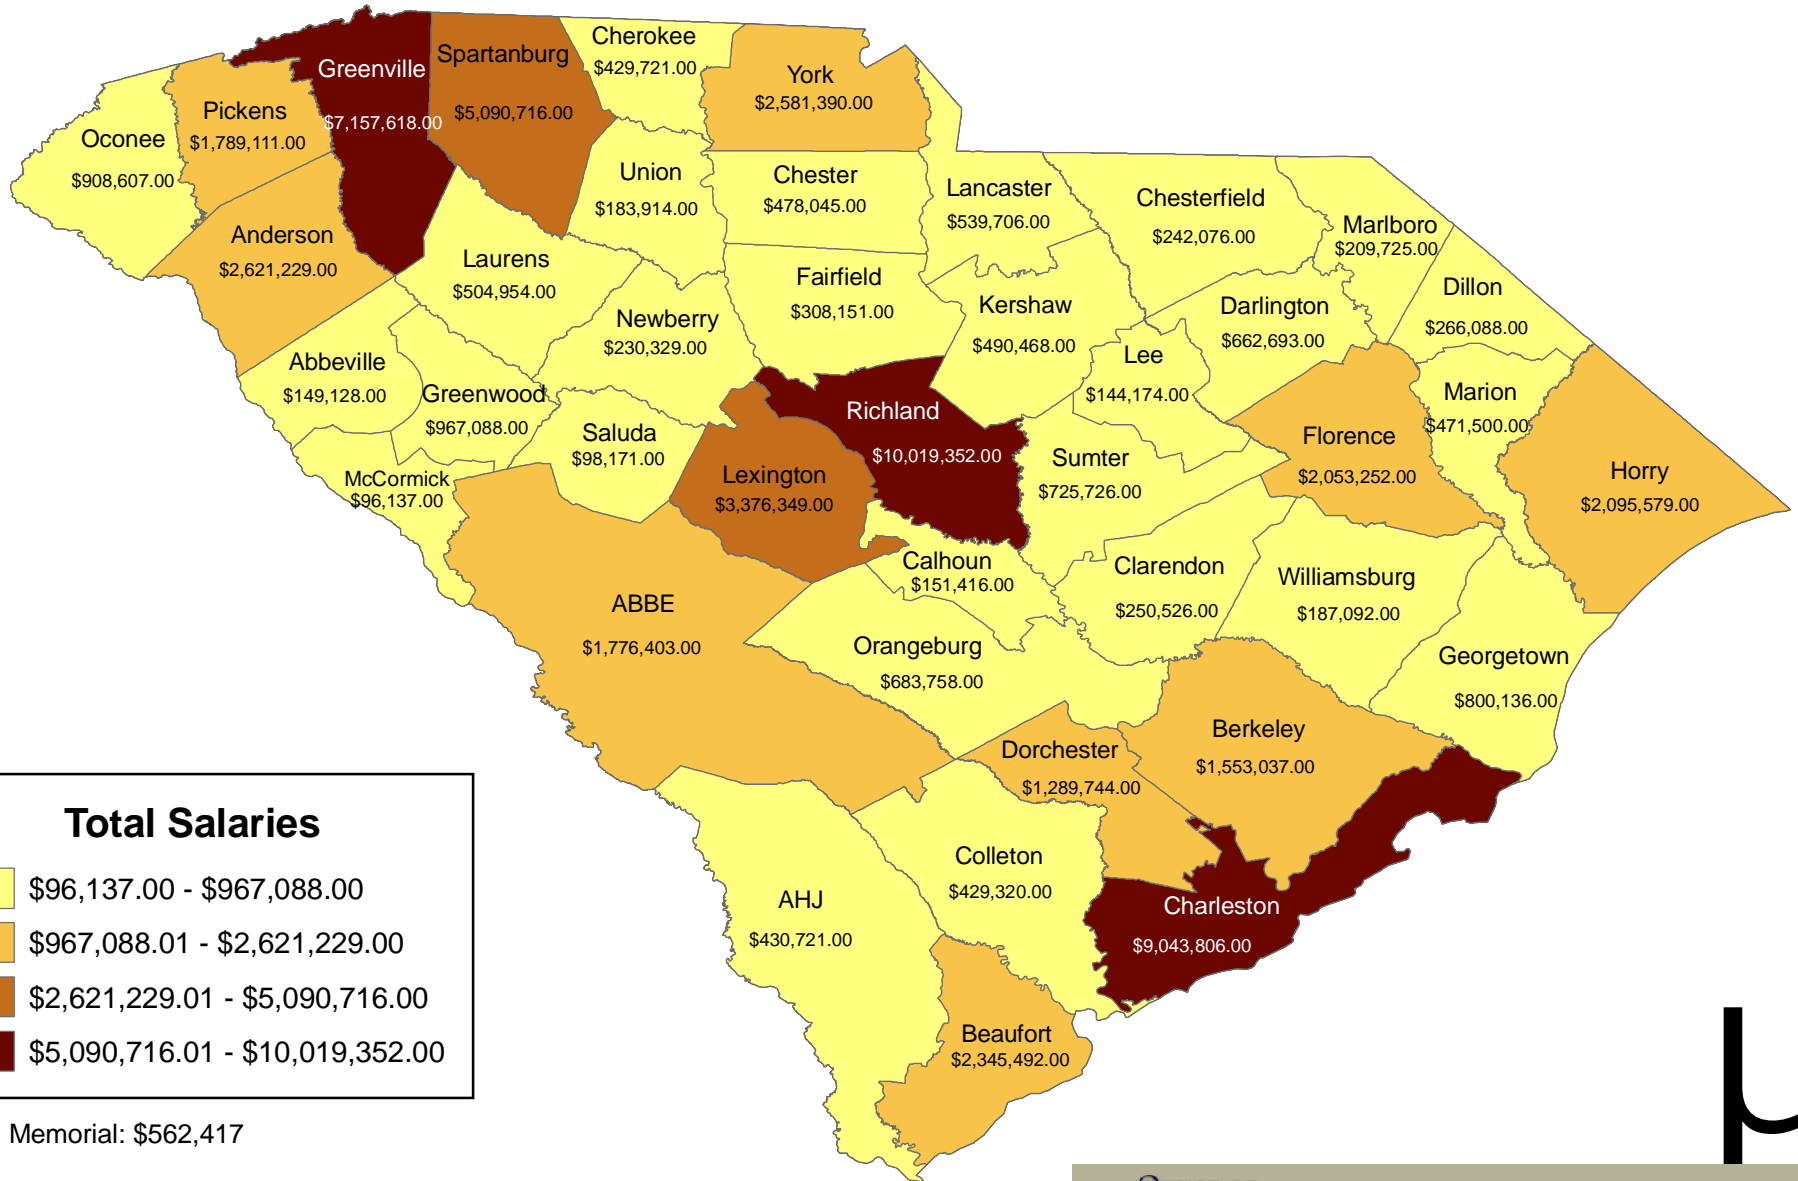 Cherokee
$429,721.00
York
$2,581,390.00
Spartanburg
$5,090,716.00
Greenville
$7,157,618.00
Pickens
$1,789,111.00
Oconee
$908,607.00
Union
$183,914.00
Chester
$478,045.00
Lancaster
$539,706.00
Chesterfield
$242,076.00
Marlboro
$209,725.00
Anderson
$2,621,229.00
Laurens
$504,954.00
Fairfield
$308,151.00
Kershaw
$490,468.00
Darlington
$662,693.00
Dillon
$266,088.00
Newberry
$230,329.00
Lee
$144,174.00
Abbeville
$149,128.00
Greenwood
$967,088.00
Marion
$471,500.00
Richland
$10,019,352.00
Saluda
$98,171.00
Florence
$2,053,252.00
Sumter
$725,726.00
Lexington
$3,376,349.00
McCormick
$96,137.00
Horry
$2,095,579.00
Calhoun
$151,416.00
Clarendon
$250,526.00
Williamsburg
$187,092.00
ABBE
$1,776,403.00
Orangeburg
$683,758.00
Georgetown
$800,136.00
Dorchester
$1,289,744.00
Berkeley
$1,553,037.00
Colleton
$429,320.00
AHJ
$430,721.00
Charleston
$9,043,806.00
Beaufort
$2,345,492.00
Total Salaries
$96,137.00 - $967,088.00
$967,088.01 - $2,621,229.00
$2,621,229.01 - $5,090,716.00
$5,090,716.01 - $10,019,352.00
Memorial: $562,417
µ